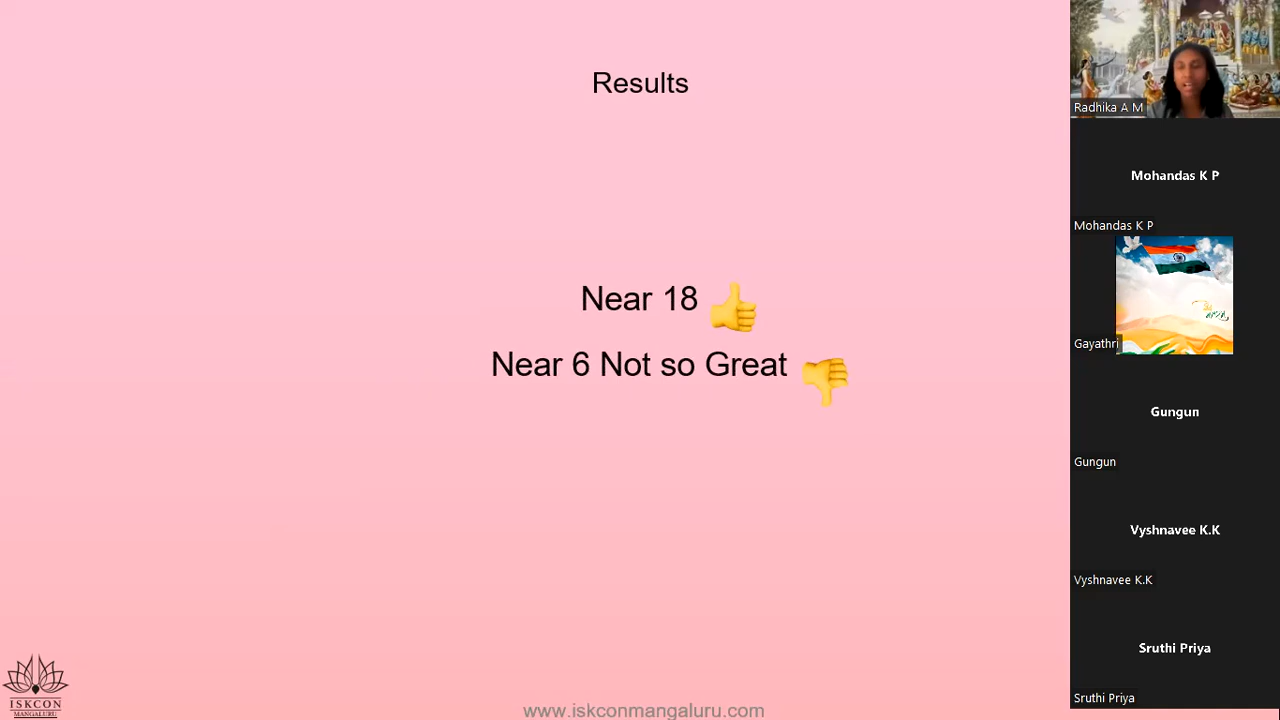 Results
Near 18 👍
Near 6 Not so Great 👎
ISKCON
MANGALURU
www.iskconmangaluru.com
Radhika A M
Mohandas K P
Mohandas K P
Gayathri
Gungun
Gungun
Vyshnavee K.K
Vyshnavee K.K
Sruthi Priya
Sruthi Priya